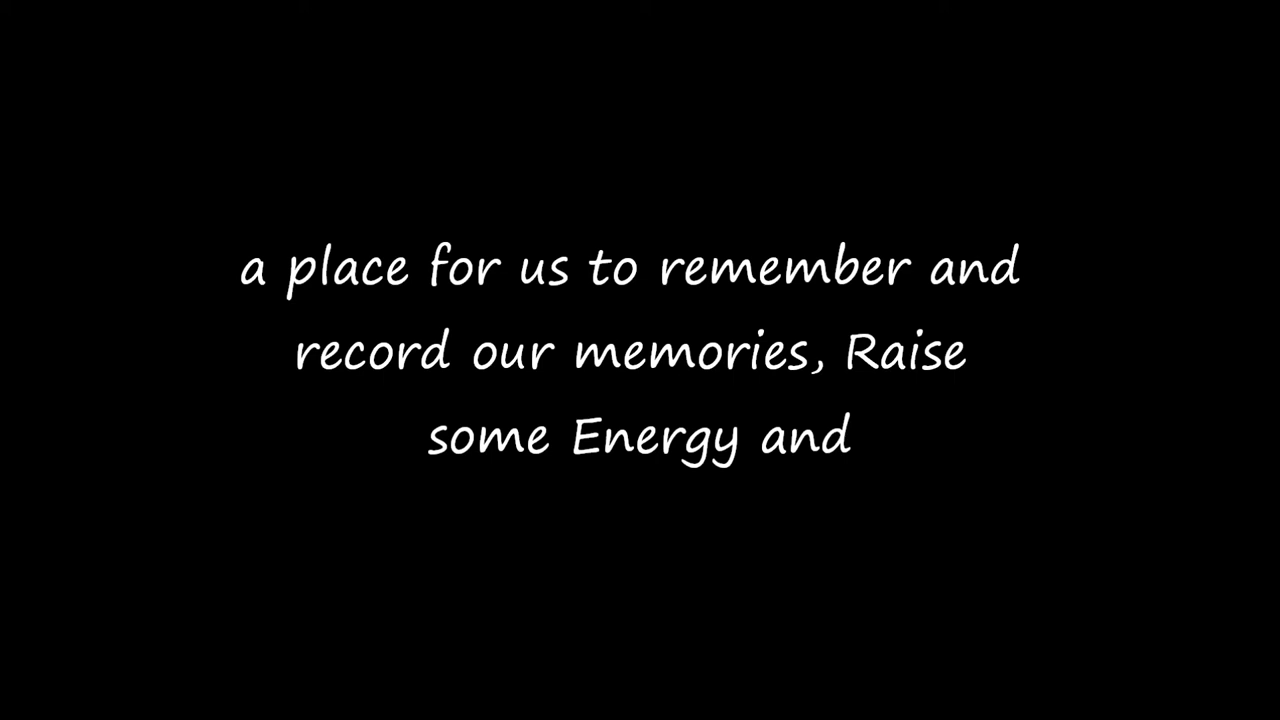 a place for us to remember and
record our memories, Raise
some Energy and